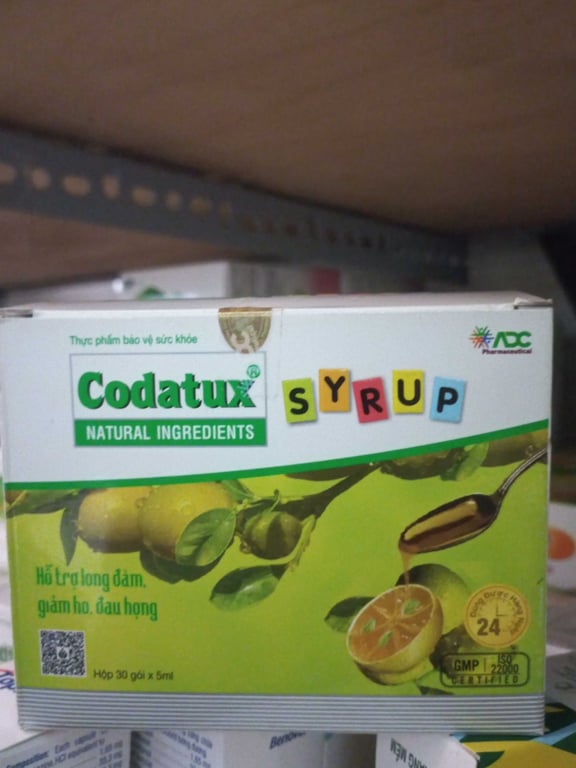 Thực phẩm bảo vệ sức khỏe
ADC
Pharmaceutical
Codatux®
SYRUP
NATURAL INGREDIENTS
Hỗ trợ long đàm,
giảm ho, đau họng
Hộp 30 gói x 5ml
24
GMP
ISO
22000
CERTIFIED